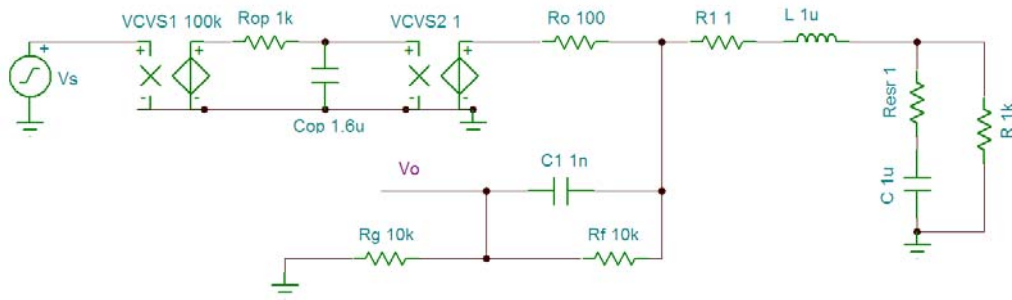 VCVS1 100k
Rop 1k
VCVS2 1
Ro 100
R1 1
L 1u
+
+
+
+
+
Vs
-
-
-
-
Resr 1
R 1k
Cop 1.6u
Vo
C1 1n
C 1u
Rg 10k
Rf 10k